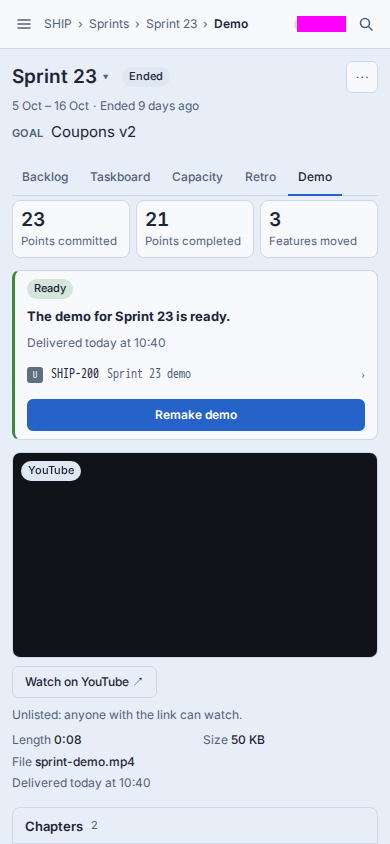 SHIP › Sprints › Sprint 23 › Demo
Sprint 23 ▾ Ended ...
5 Oct – 16 Oct · Ended 9 days ago
GOAL Coupons v2
Backlog Taskboard Capacity Retro Demo
23 21 3
Points committed Points completed Features moved
Ready
The demo for Sprint 23 is ready.
Delivered today at 10:40
U SHIP-200 Sprint 23 demo ›
Remake demo
YouTube
Watch on YouTube ↗
Unlisted: anyone with the link can watch.
Length 0:08 Size 50 KB
File sprint-demo.mp4
Delivered today at 10:40
Chapters 2